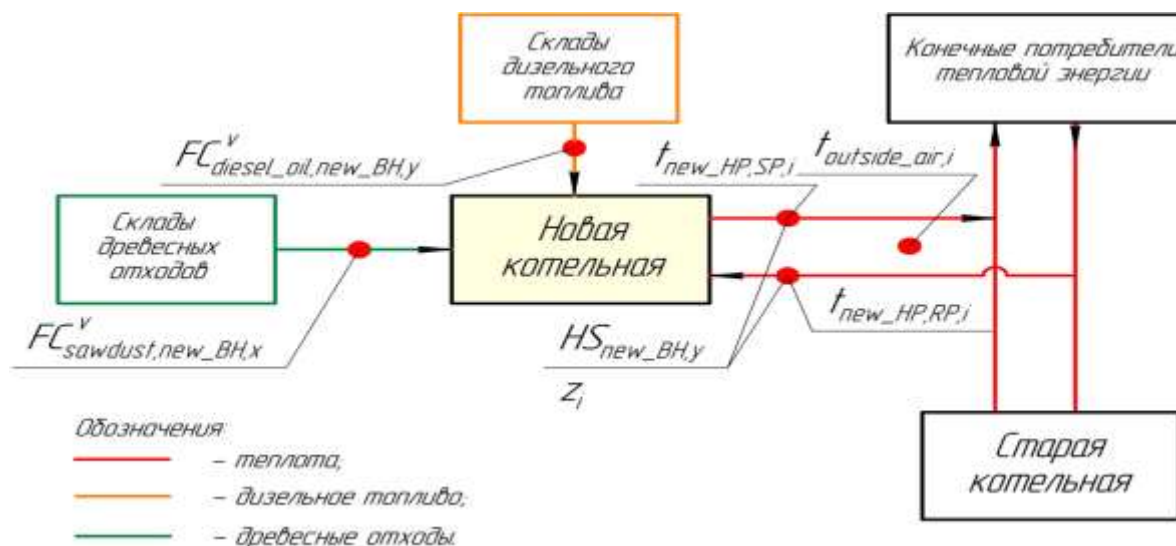 Склады
дизельного
топлива
Конечные потребители
тепловой энергии
FC^v_diesel_oil,new_BH,y
t_new_HP,SP,i
t_outside_air,i
Склады
древесных
отходов
Новая
котельная
FC^v_sawdust,new_BH,x
HS_new_BH,y
z_i
t_new_HP,RP,i
Обозначения:
– теплота;
– дизельное топливо;
– древесные отходы.
Старая
котельная